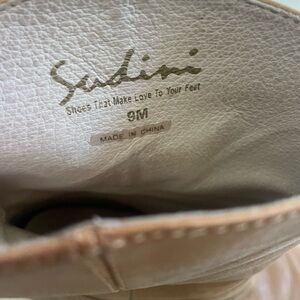 Sudini
Shoes That Make Love To Your Feet
9M
MADE IN CHINA